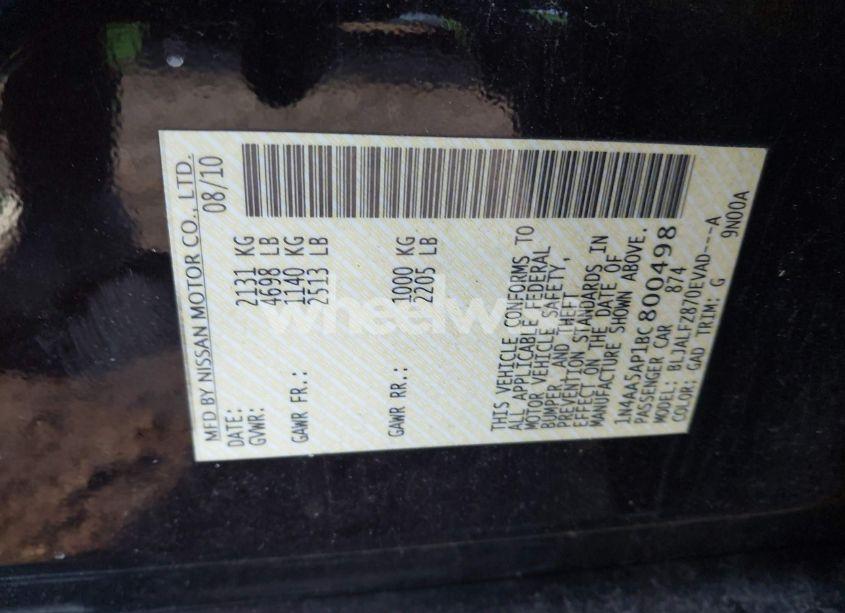 MFD BY NISSAN MOTOR CO., LTD.
DATE: 08/10
GVWR: 2131 KG
4698 LB
GAWR FR.: 1140 KG
2513 LB
GAWR RR.: 1000 KG
2205 LB
THIS VEHICLE CONFORMS TO
ALL APPLICABLE FEDERAL
MOTOR VEHICLE SAFETY,
BUMPER, AND THEFT
PREVENTION STANDARDS IN
EFFECT ON THE DATE OF
MANUFACTURE SHOWN ABOVE.
1N4AA5AP1BC800498
PASSENGER CAR 874
MODEL: BLJALFZ870EVAD---A
COLOR: GAD TRIM: G 9N00A